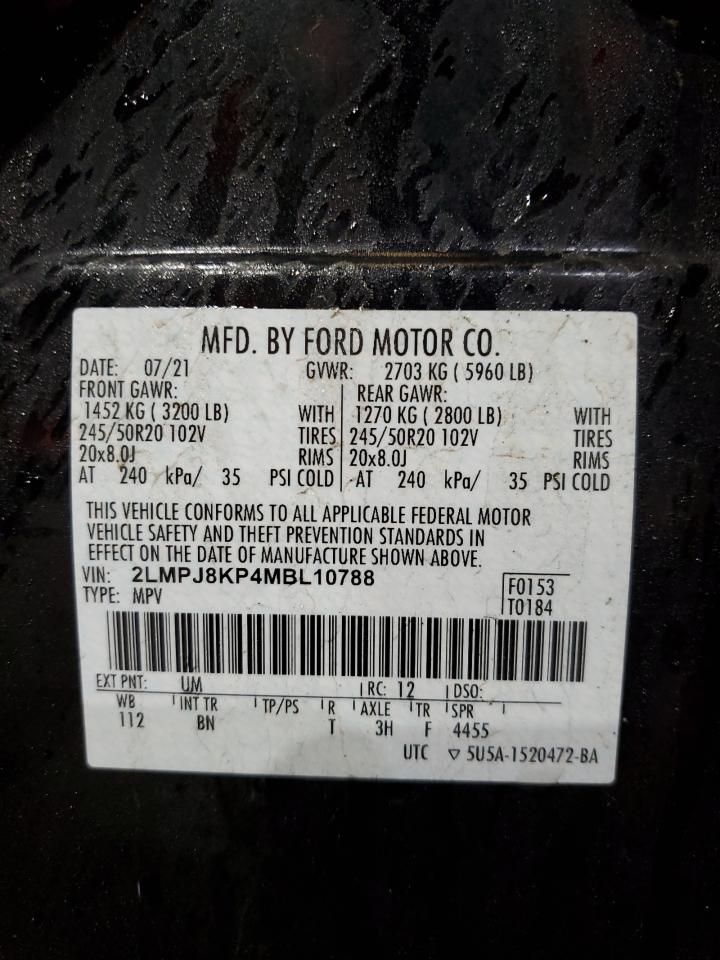 MFD. BY FORD MOTOR CO.
DATE: 07/21 GVWR: 2703 KG ( 5960 LB)
FRONT GAWR: REAR GAWR:
1452 KG ( 3200 LB) WITH 1270 KG ( 2800 LB) WITH
245/50R20 102V TIRES 245/50R20 102V TIRES
20x8.0J RIMS 20x8.0J RIMS
AT 240 kPa/ 35 PSI COLD AT 240 kPa/ 35 PSI COLD
THIS VEHICLE CONFORMS TO ALL APPLICABLE FEDERAL MOTOR
VEHICLE SAFETY AND THEFT PREVENTION STANDARDS IN
EFFECT ON THE DATE OF MANUFACTURE SHOWN ABOVE.
VIN: 2LMPJ8KP4MBL10788 F0153
TYPE: MPV T0184
EXT PNT: UM RC: 12 DSO:
WB INT TR TP/PS R AXLE TR SPR
112 BN T 3H F 4455
UTC ▽ 5U5A-1520472-BA